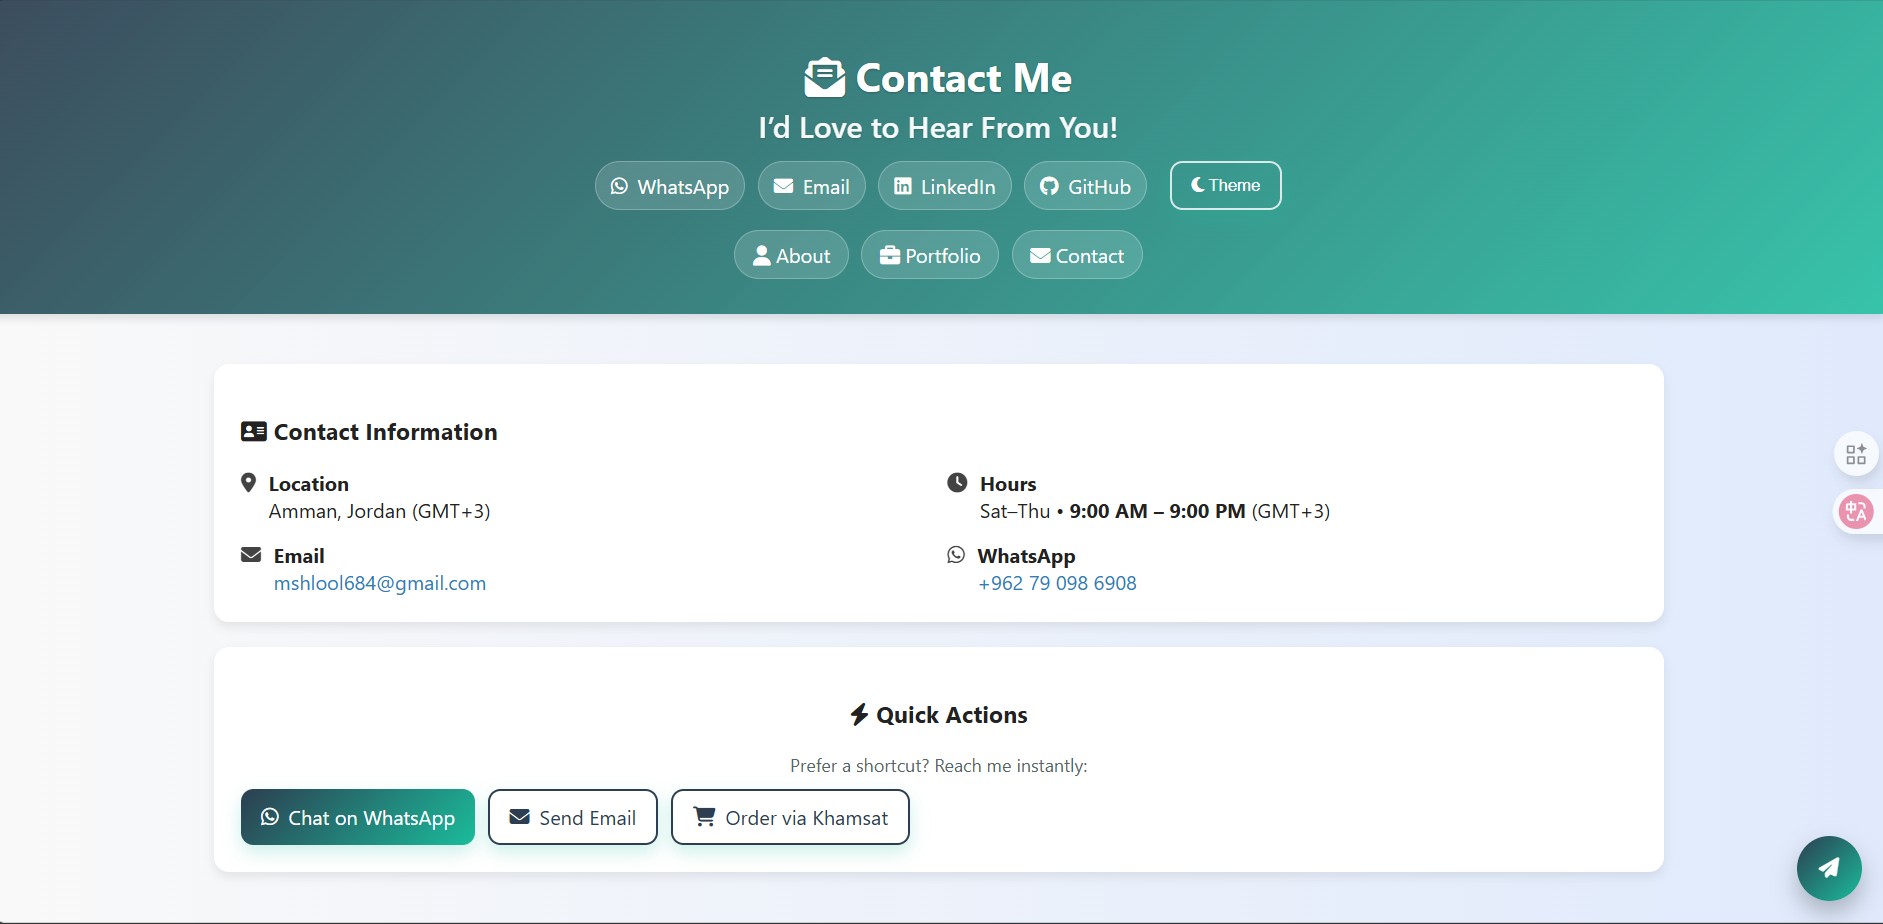 Contact Me
I’d Love to Hear From You!
WhatsApp Email LinkedIn GitHub Theme
About Portfolio Contact
Contact Information
Location
Amman, Jordan (GMT+3)
Hours
Sat–Thu • 9:00 AM – 9:00 PM (GMT+3)
Email
mshlool684@gmail.com
WhatsApp
+962 79 098 6908
Quick Actions
Prefer a shortcut? Reach me instantly:
Chat on WhatsApp Send Email Order via Khamsat